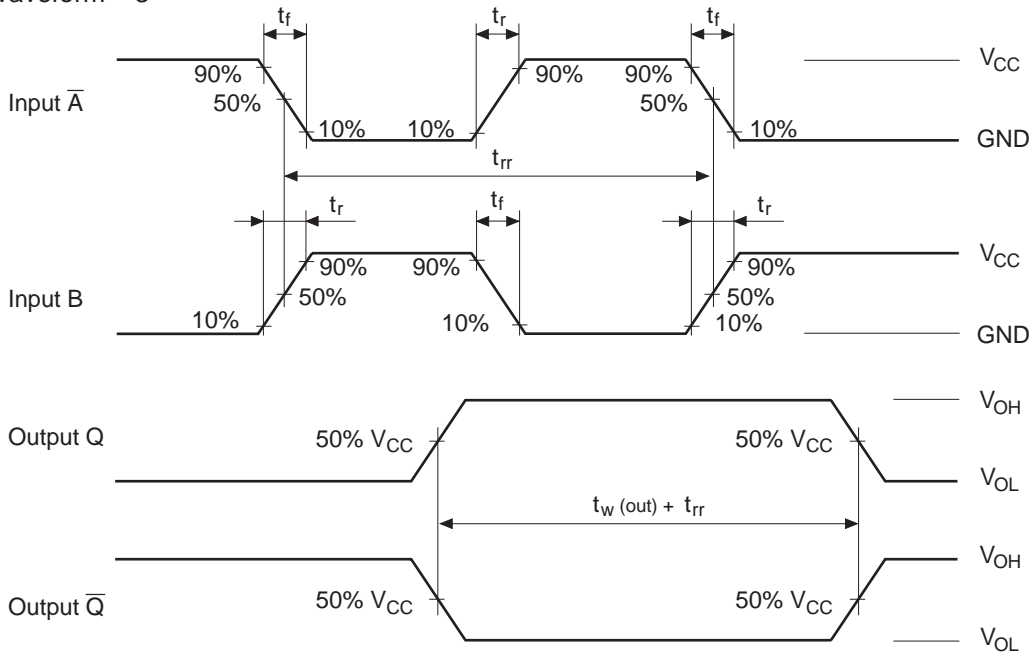 t_f t_r t_f
90% 90% 90% V_CC
Input A̅ 50% 50%
10% 10% 10% GND
t_rr
t_r t_f t_r
90% 90% 90% V_CC
Input B 50% 50%
10% 10% 10% GND
V_OH
Output Q 50% V_CC 50% V_CC
V_OL
t_w (out) + t_rr
V_OH
Output Q̅ 50% V_CC 50% V_CC
V_OL